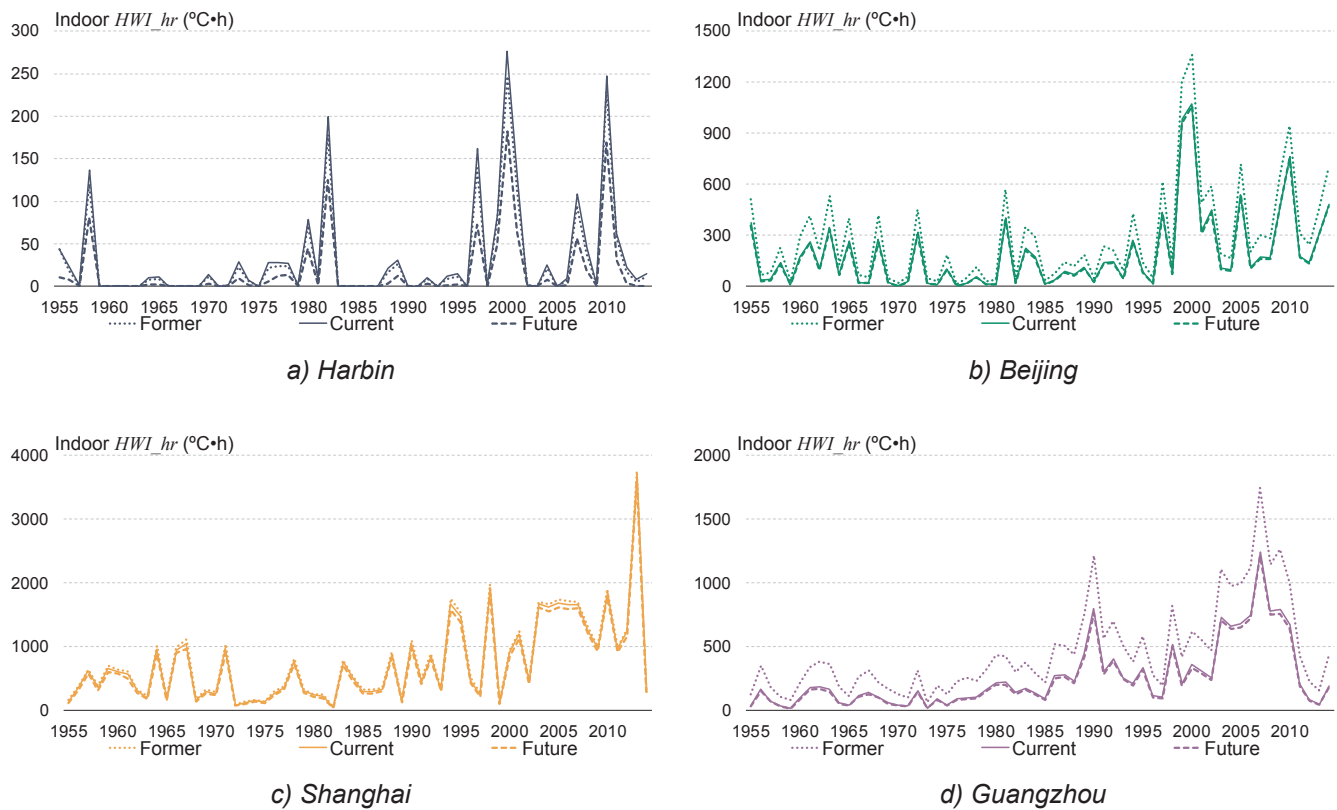 Indoor HWI_hr (ºC•h)
300
250
200
150
100
50
0
1955 1960 1965 1970 1975 1980 1985 1990 1995 2000 2005 2010
Former Current Future
a) Harbin
Indoor HWI_hr (ºC•h)
1500
1200
900
600
300
0
1955 1960 1965 1970 1975 1980 1985 1990 1995 2000 2005 2010
Former Current Future
b) Beijing
Indoor HWI_hr (ºC•h)
4000
3000
2000
1000
0
1955 1960 1965 1970 1975 1980 1985 1990 1995 2000 2005 2010
Former Current Future
c) Shanghai
Indoor HWI_hr (ºC•h)
2000
1500
1000
500
0
1955 1960 1965 1970 1975 1980 1985 1990 1995 2000 2005 2010
Former Current Future
d) Guangzhou